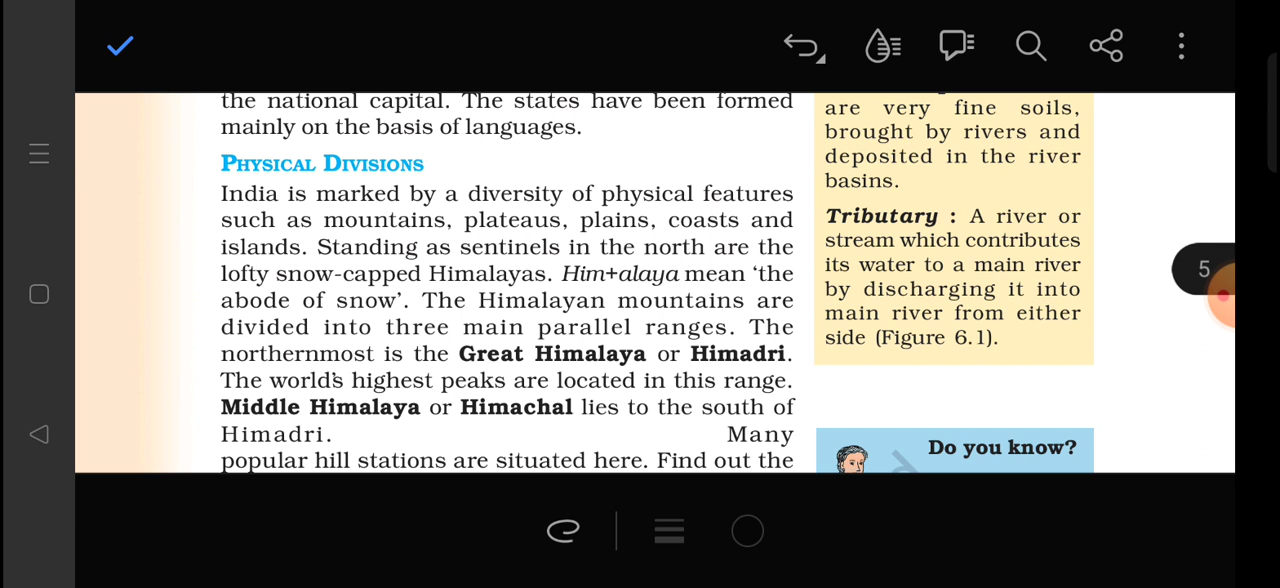 the national capital. The states have been formed
mainly on the basis of languages.
PHYSICAL DIVISIONS
India is marked by a diversity of physical features
such as mountains, plateaus, plains, coasts and
islands. Standing as sentinels in the north are the
lofty snow-capped Himalayas. Him+alaya mean ‘the
abode of snow’. The Himalayan mountains are
divided into three main parallel ranges. The
northernmost is the Great Himalaya or Himadri.
The world's highest peaks are located in this range.
Middle Himalaya or Himachal lies to the south of
Himadri. Many
popular hill stations are situated here. Find out the
are very fine soils,
brought by rivers and
deposited in the river
basins.
Tributary : A river or
stream which contributes
its water to a main river
by discharging it into
main river from either
side (Figure 6.1).
Do you know?
5